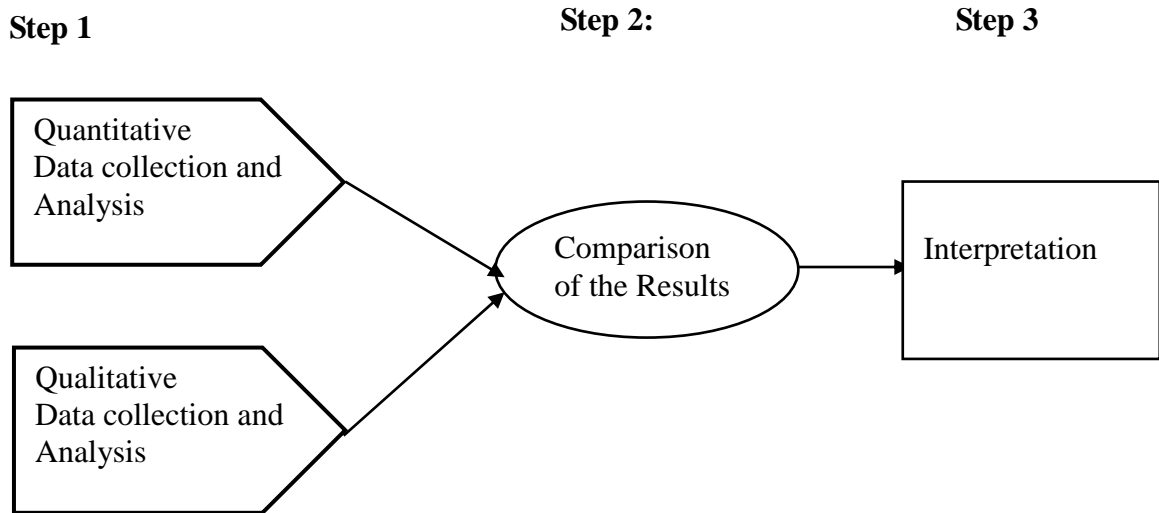 Step 1
Step 2:
Step 3
Quantitative
Data collection and
Analysis
Qualitative
Data collection and
Analysis
Comparison
of the Results
Interpretation